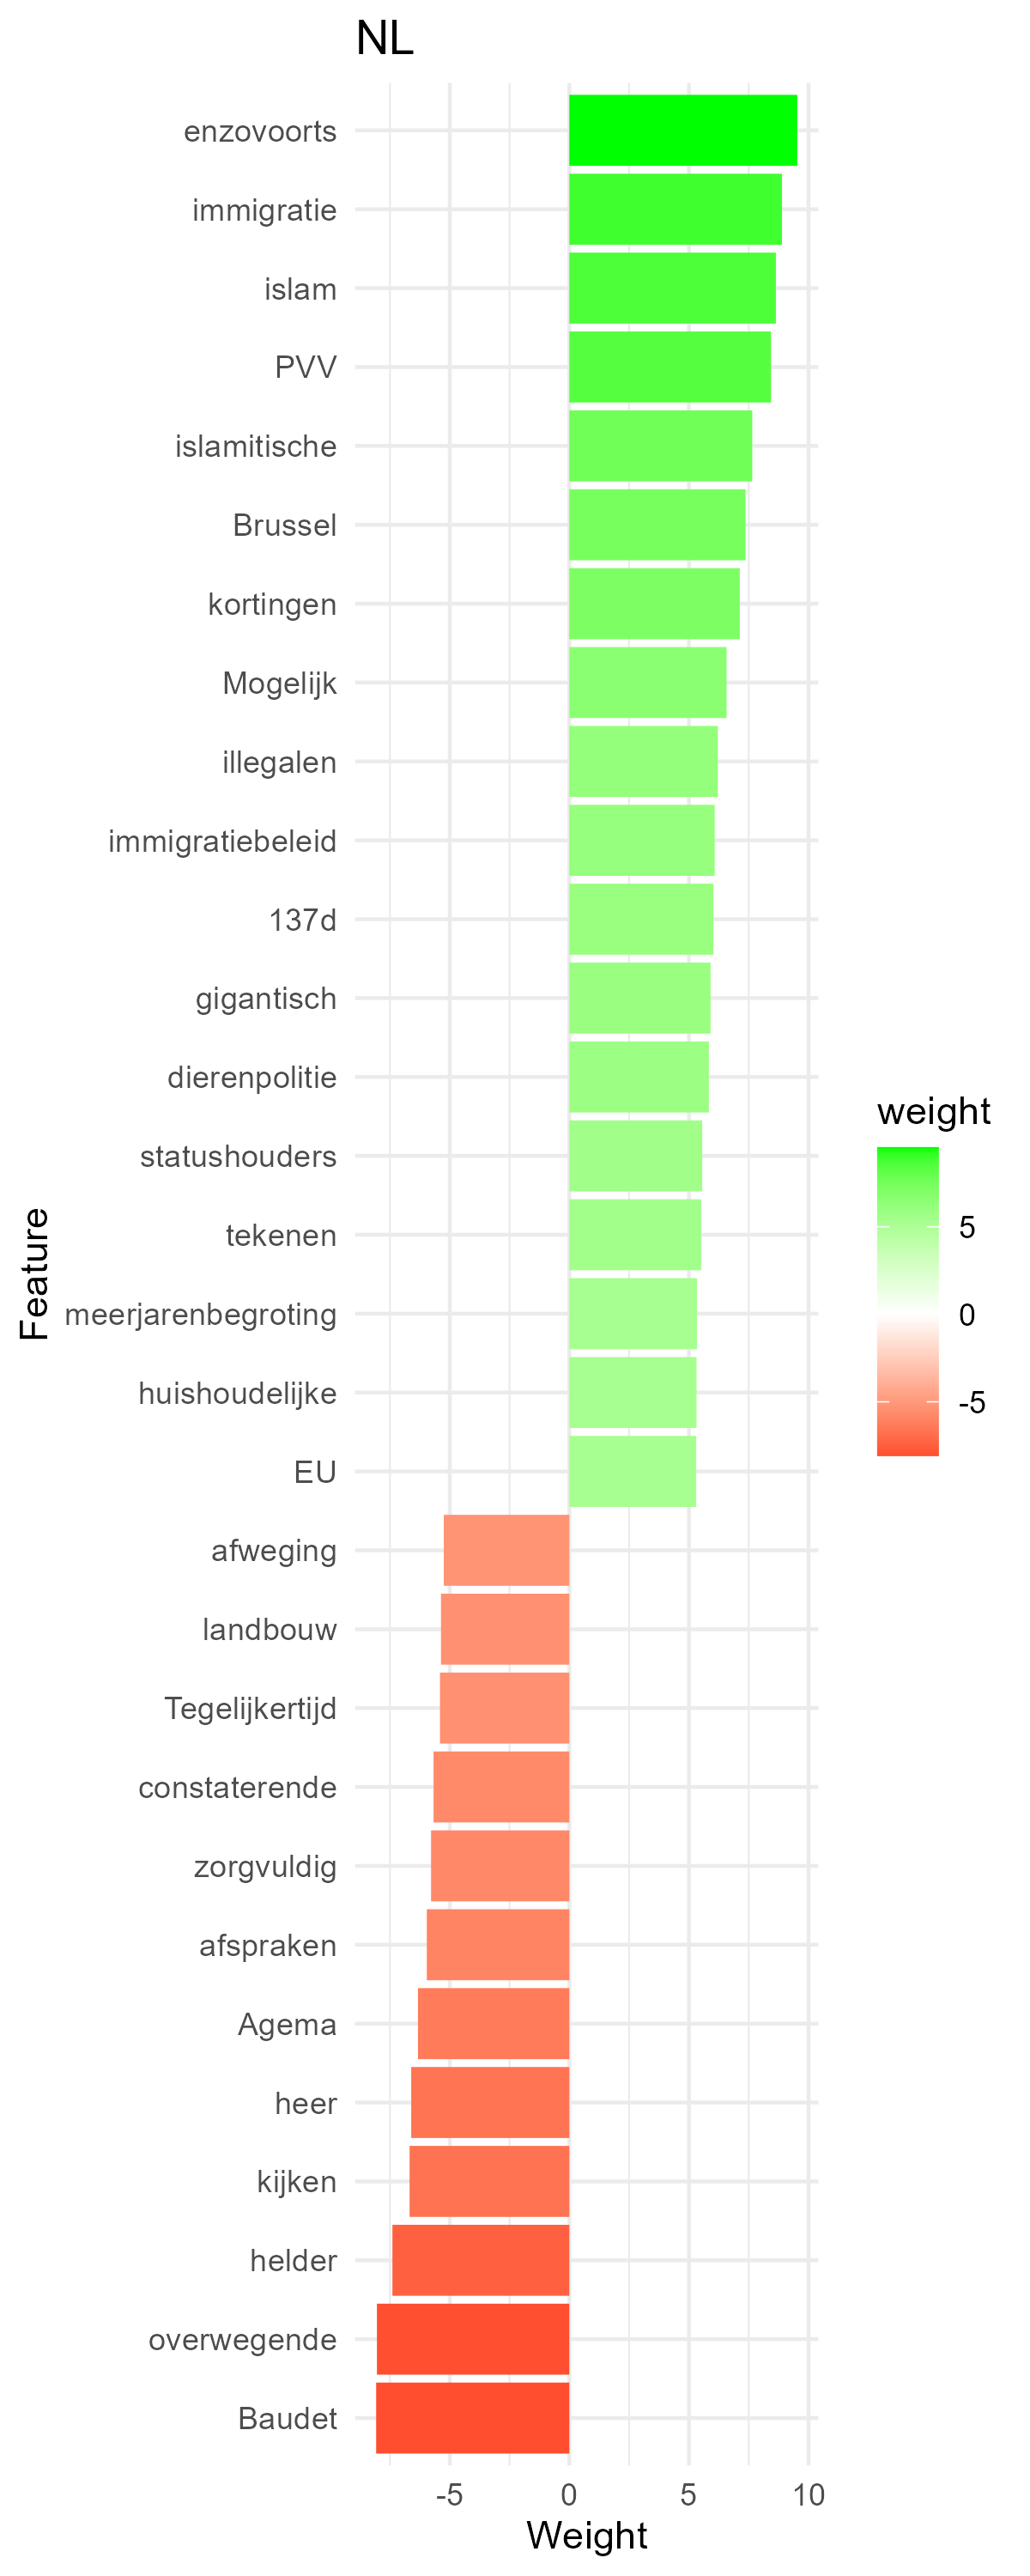 NL
enzovoorts
immigratie
islam
PVV
islamitische
Brussel
kortingen
Mogelijk
illegalen
immigratiebeleid
137d
gigantisch
dierenpolitie
statushouders
tekenen
meerjarenbegroting
huishoudelijke
EU
afweging
landbouw
Tegelijkertijd
constaterende
zorgvuldig
afspraken
Agema
heer
kijken
helder
overwegende
Baudet
Feature
-5 0 5 10
Weight
weight
5
0
-5